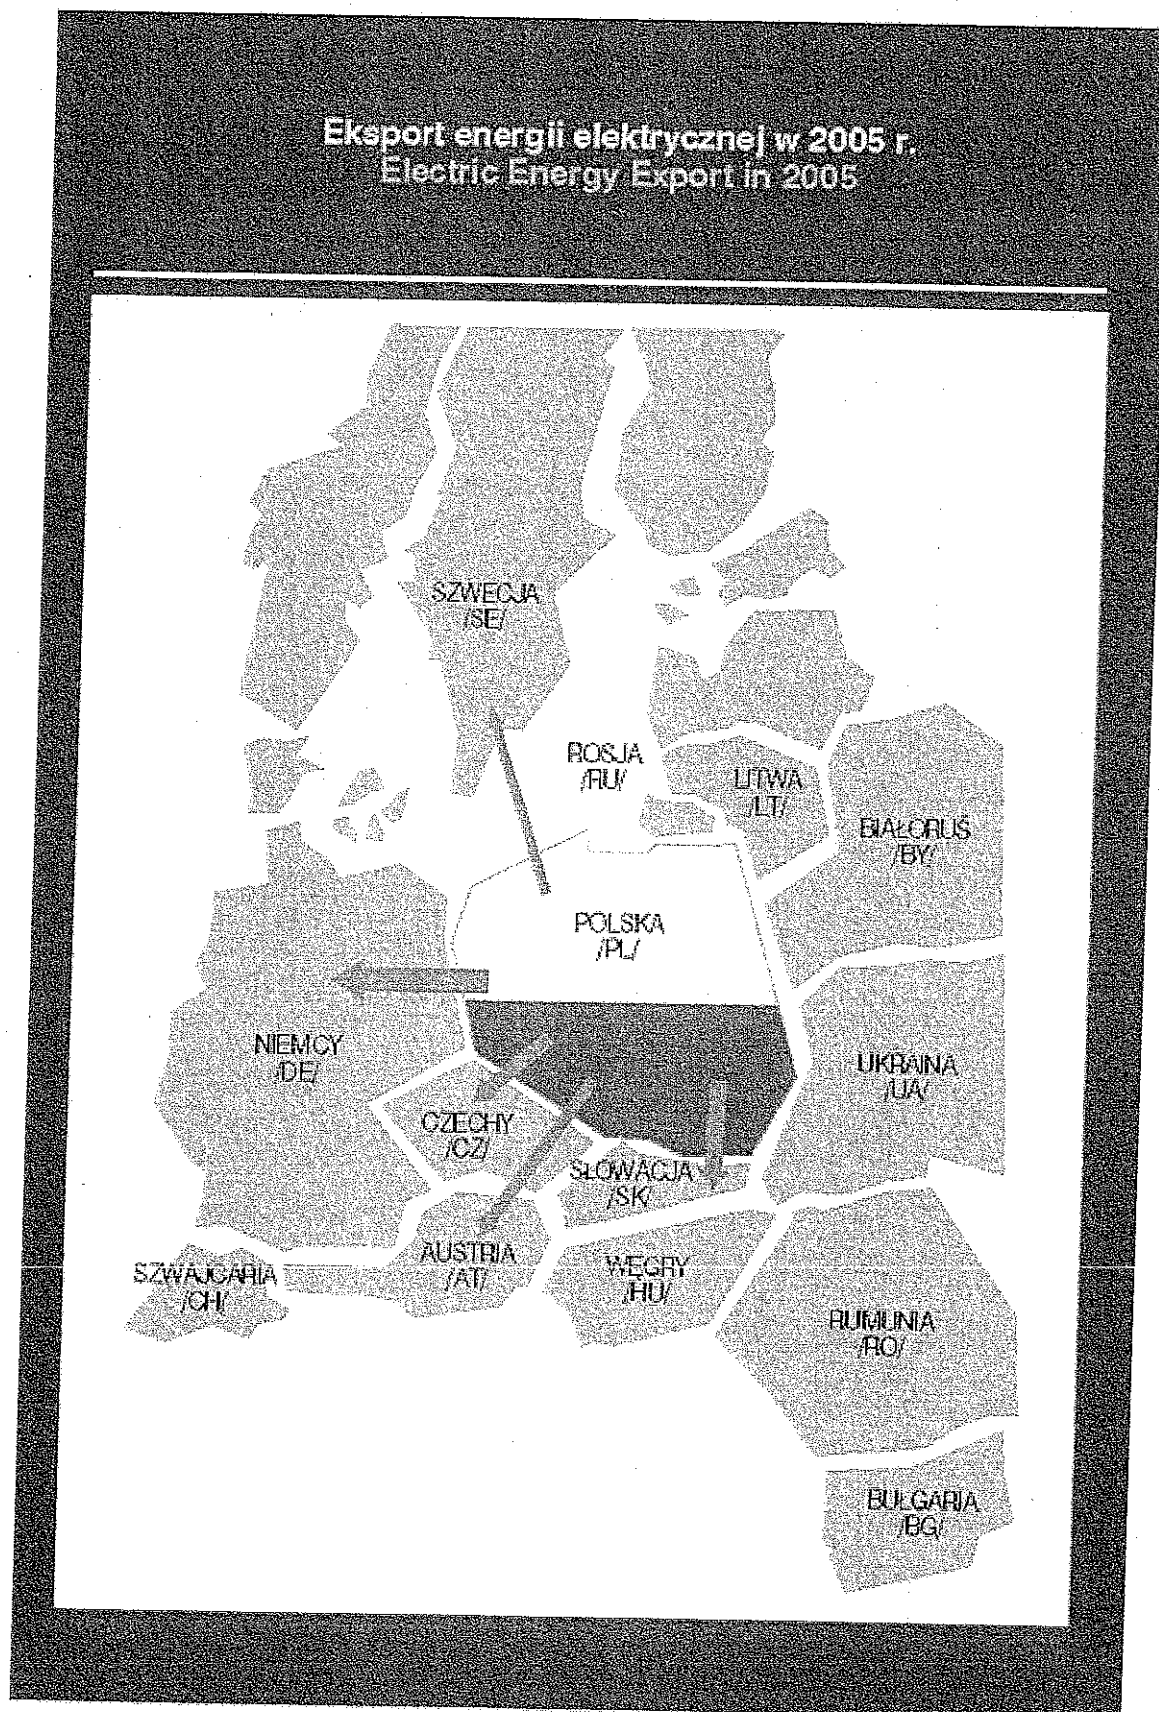 Eksport energii elektrycznej w 2005 r.
Electric Energy Export in 2005
SZWECJA
/SE/
ROSJA
/RU/
LITWA
/LT/
BIAŁORUŚ
/BY/
POLSKA
/PL/
NIEMCY
/DE/
UKRAINA
/UA/
CZECHY
/CZ/
SŁOWACJA
/SK/
AUSTRIA
/AT/
WĘGRY
/HU/
SZWAJCARIA
/CH/
RUMUNIA
/RO/
BUŁGARIA
/BG/